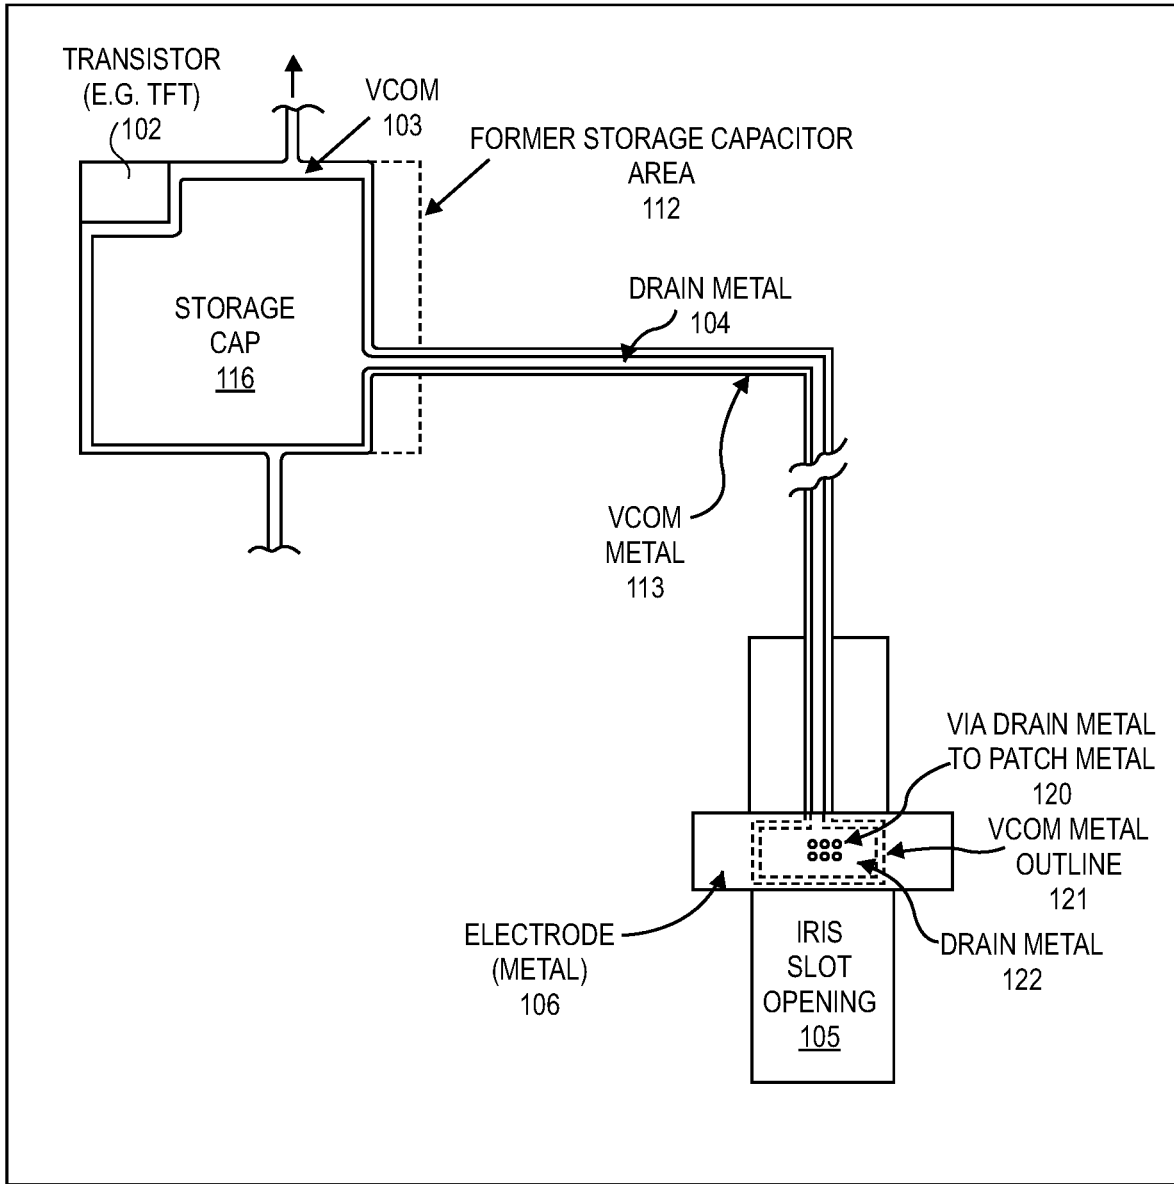 TRANSISTOR
(E.G. TFT)
102
VCOM
103
FORMER STORAGE CAPACITOR
AREA
112
DRAIN METAL
104
STORAGE
CAP
116
VCOM
METAL
113
VIA DRAIN METAL
TO PATCH METAL
120
VCOM METAL
OUTLINE
121
ELECTRODE
(METAL)
106
IRIS
SLOT
OPENING
105
DRAIN METAL
122